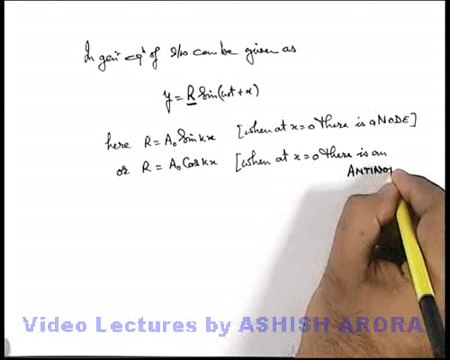 In genˡ eqⁿ of S/W can be given as
y = R sin(ωt + α)
here R = A₀ sin kx [when at x=0 there is a NODE]
or R = A₀ cos kx [when at x=0 there is an
ANTINO
Video Lectures by ASHISH ARORA